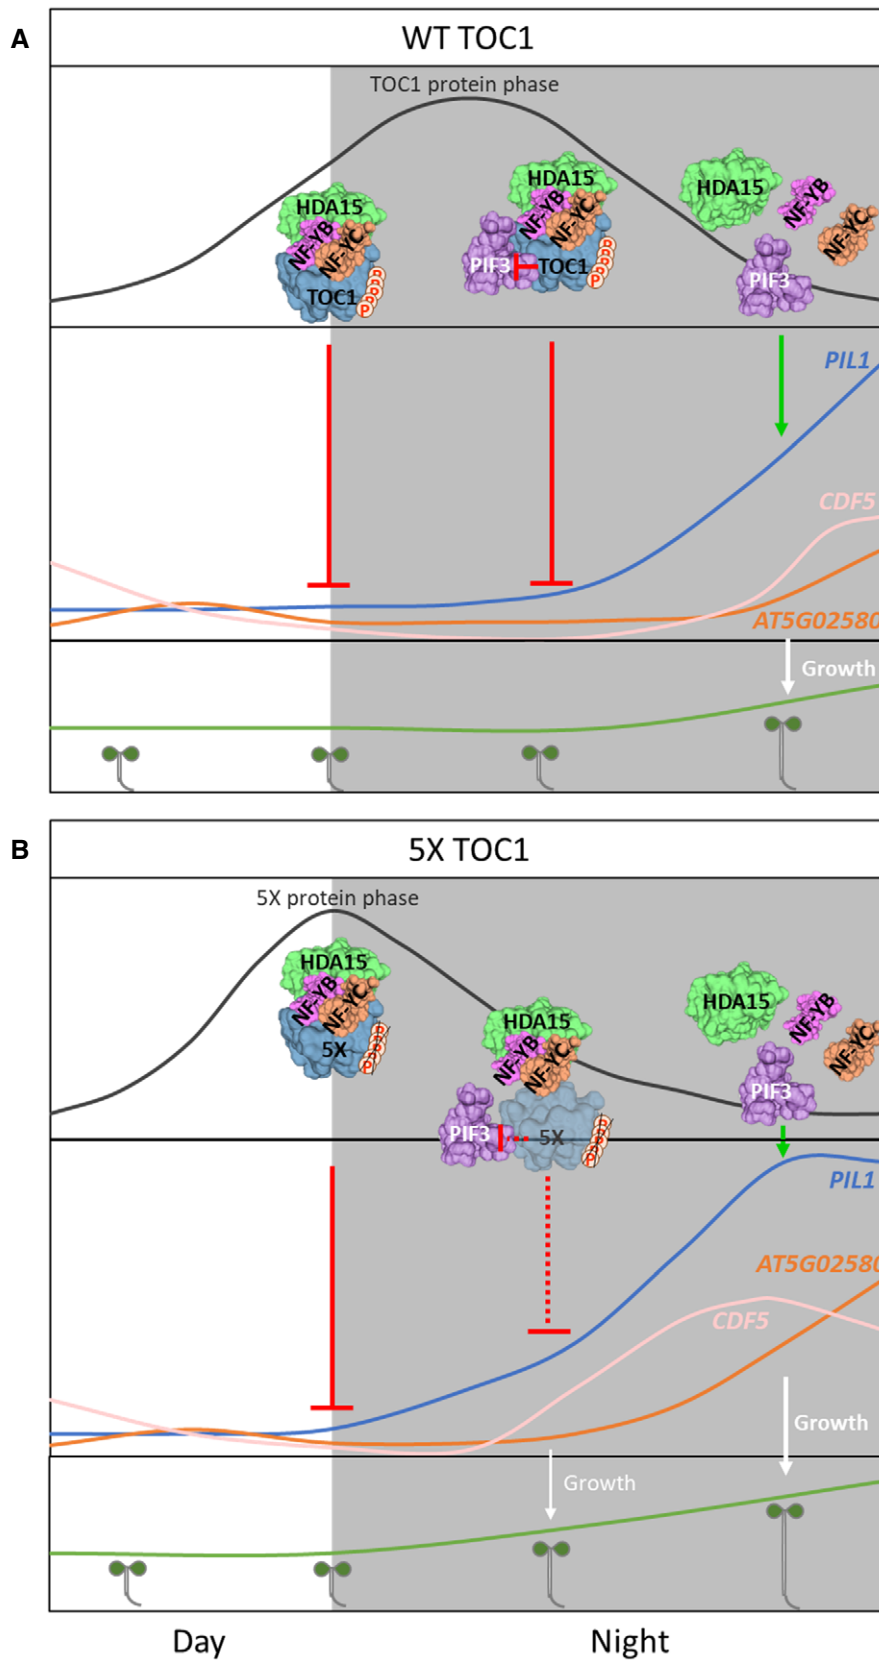 A
WT TOC1
TOC1 protein phase
HDA15
NF-YB
NF-YC
TOC1
P
P
P
P
P
HDA15
NF-YB
NF-YC
PIF3
TOC1
P
P
P
P
P
HDA15
NF-YB
NF-YC
PIF3
PIL1
CDF5
AT5G02580
Growth
B
5X TOC1
5X protein phase
HDA15
NF-YB
NF-YC
5X
P
P
P
P
P
HDA15
NF-YB
NF-YC
PIF3
5X
P
P
P
P
P
HDA15
NF-YB
NF-YC
PIF3
PIL1
AT5G02580
CDF5
Growth
Growth
Day
Night